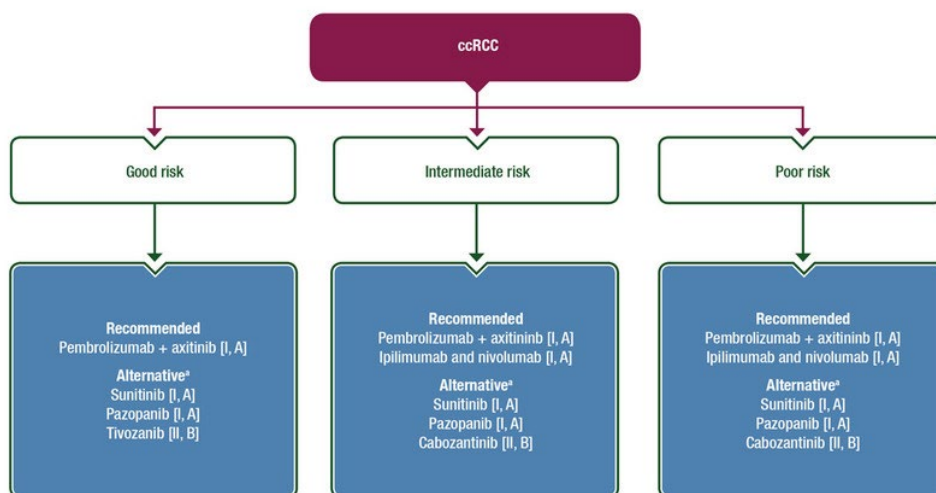 ccRCC
Good risk
Intermediate risk
Poor risk
Recommended
Pembrolizumab + axitinib [I, A]
Alternativeᵃ
Sunitinib [I, A]
Pazopanib [I, A]
Tivozanib [II, B]
Recommended
Pembrolizumab + axitininb [I, A]
Ipilimumab and nivolumab [I, A]
Alternativeᵃ
Sunitinib [I, A]
Pazopanib [I, A]
Cabozantinib [II, B]
Recommended
Pembrolizumab + axitininb [I, A]
Ipilimumab and nivolumab [I, A]
Alternativeᵃ
Sunitinib [I, A]
Pazopanib [I, A]
Cabozantinib [II, B]